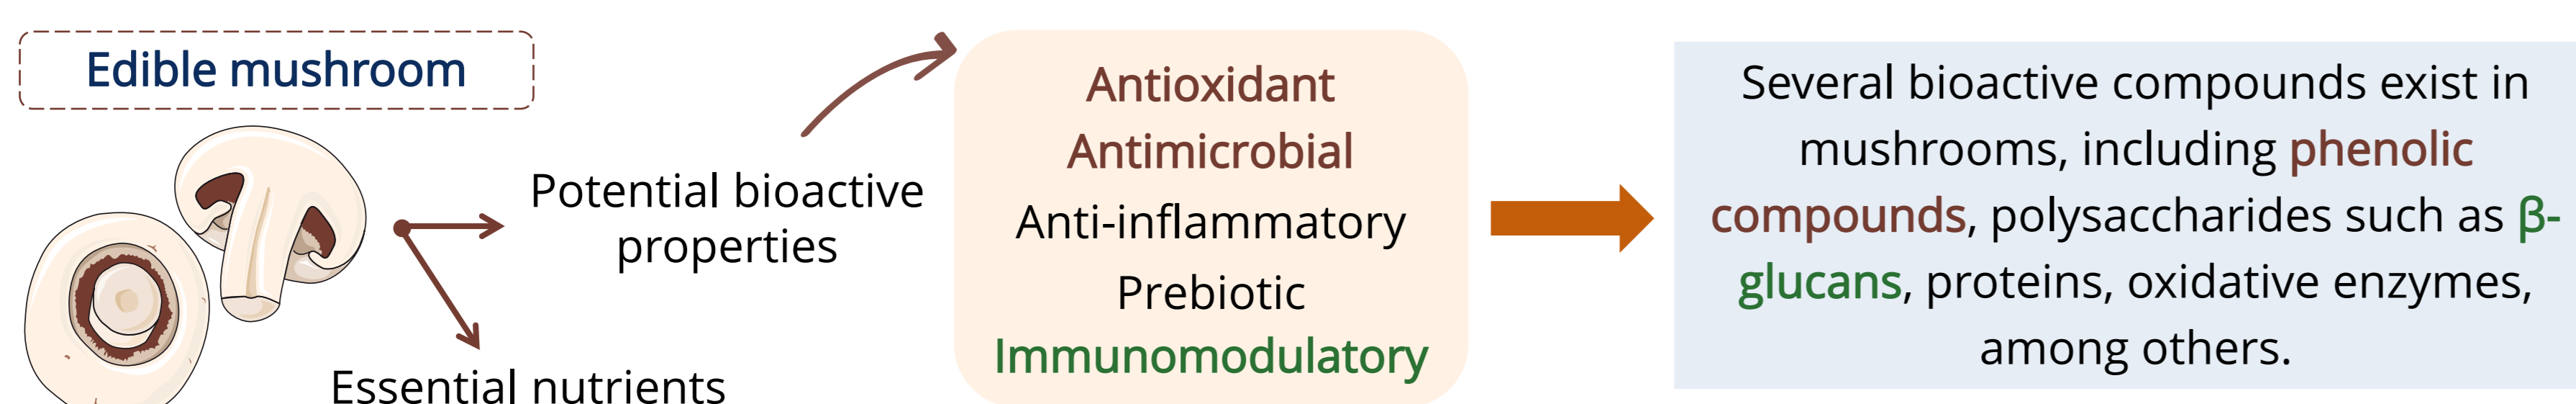 Edible mushroom
Potential bioactive
properties
Essential nutrients
Antioxidant
Antimicrobial
Anti-inflammatory
Prebiotic
Immunomodulatory
Several bioactive compounds exist in
mushrooms, including phenolic
compounds, polysaccharides such as β-
glucans, proteins, oxidative enzymes,
among others.